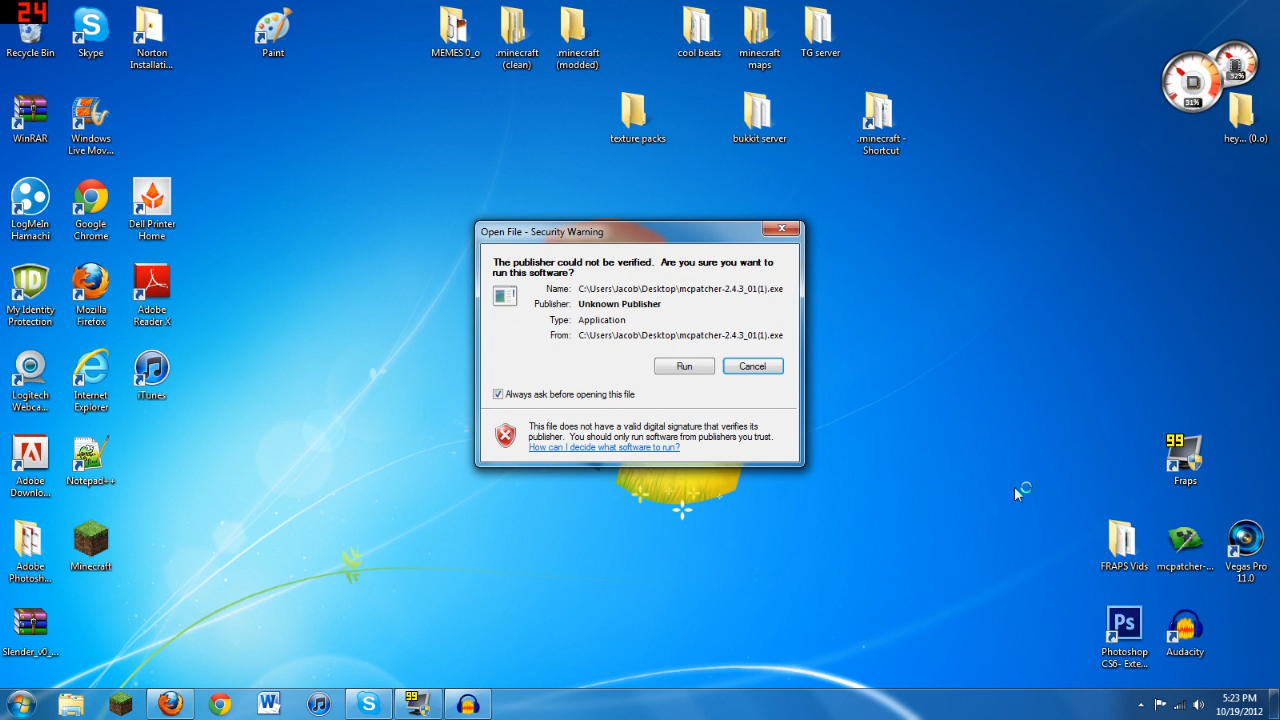 24
Recycle Bin
Skype
Norton
Installati...
Paint
MEMES 0_o
.minecraft
(clean)
.minecraft
(modded)
cool beats
minecraft
maps
TG server
31%
32%
WinRAR
Windows
Live Mov...
texture packs
bukkit server
.minecraft -
Shortcut
hey... (0.o)
LogMeIn
Hamachi
Google
Chrome
Dell Printer
Home
Open File - Security Warning
The publisher could not be verified. Are you sure you want to
run this software?
Name: C:\Users\Jacob\Desktop\mcpatcher-2.4.3_01(1).exe
Publisher: Unknown Publisher
Type: Application
From: C:\Users\Jacob\Desktop\mcpatcher-2.4.3_01(1).exe
Run
Cancel
Always ask before opening this file
This file does not have a valid digital signature that verifies its
publisher. You should only run software from publishers you trust.
How can I decide what software to run?
ID
My Identity
Protection
Mozilla
Firefox
Adobe
Reader X
Logitech
Webca...
Internet
Explorer
iTunes
Adobe
Downlo...
Notepad++
99
Fraps
Adobe
Photosh...
Minecraft
FRAPS Vids
mcpatcher-...
Vegas Pro
11.0
Slender_v0_...
Ps
Photoshop
CS6- Exte...
Audacity
99
5:23 PM
10/19/2012